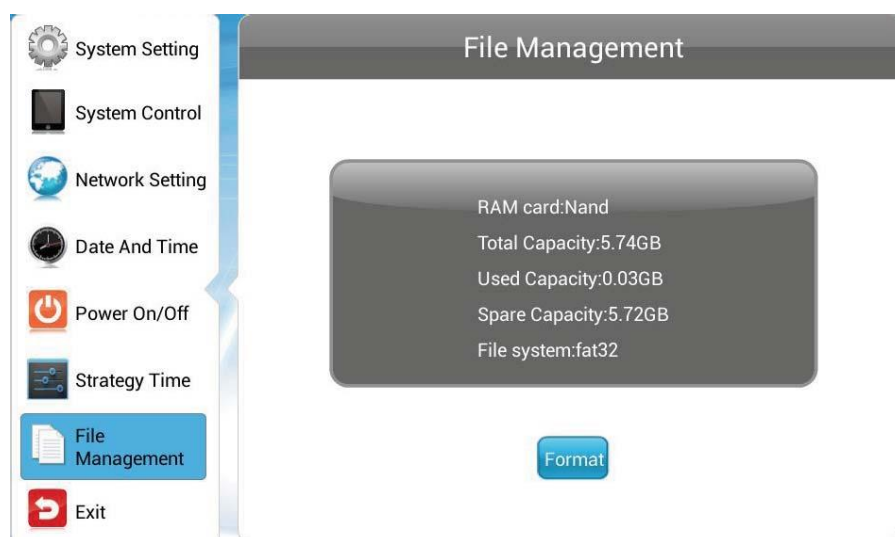 System Setting
System Control
Network Setting
Date And Time
Power On/Off
Strategy Time
File
Management
Exit
File Management
RAM card:Nand
Total Capacity:5.74GB
Used Capacity:0.03GB
Spare Capacity:5.72GB
File system:fat32
Format